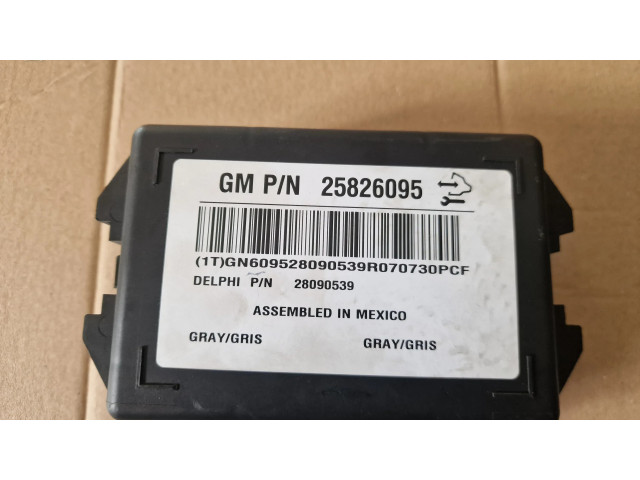 GM P/N 25826095
(1T)GN609528090539R070730PCF
DELPHI P/N 28090539
ASSEMBLED IN MEXICO
GRAY/GRIS GRAY/GRIS